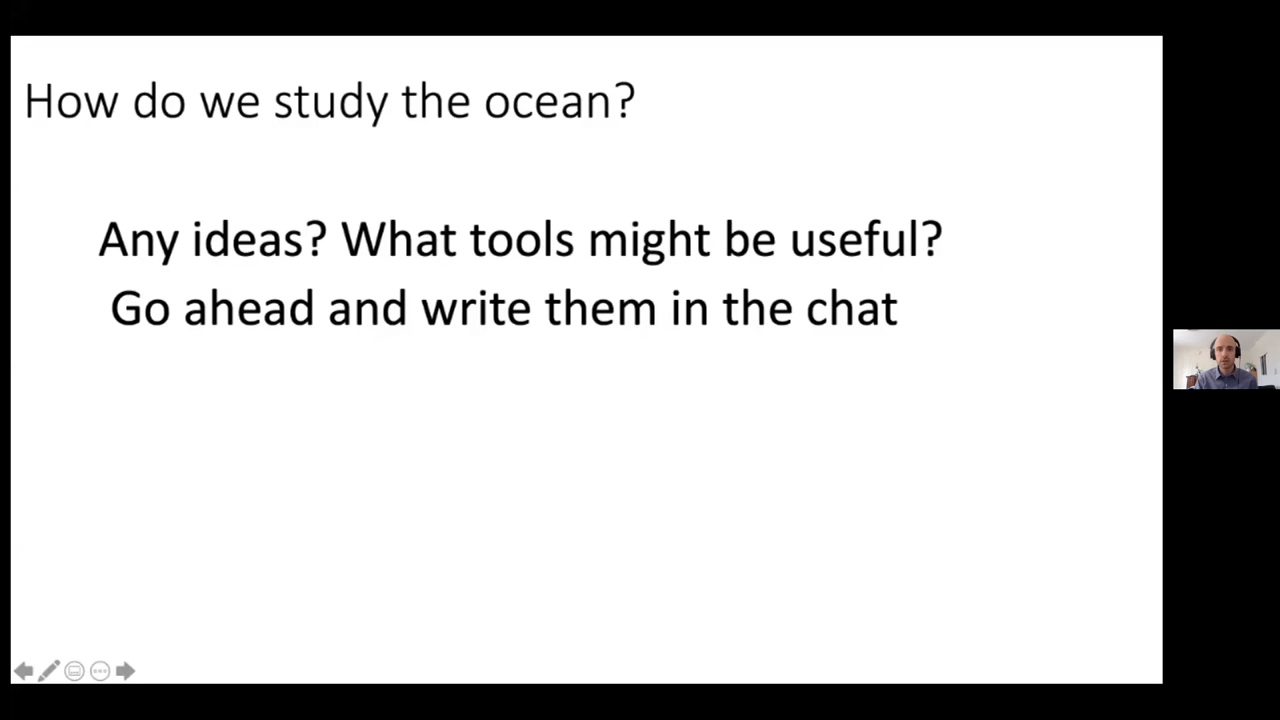 How do we study the ocean?
Any ideas? What tools might be useful?
Go ahead and write them in the chat